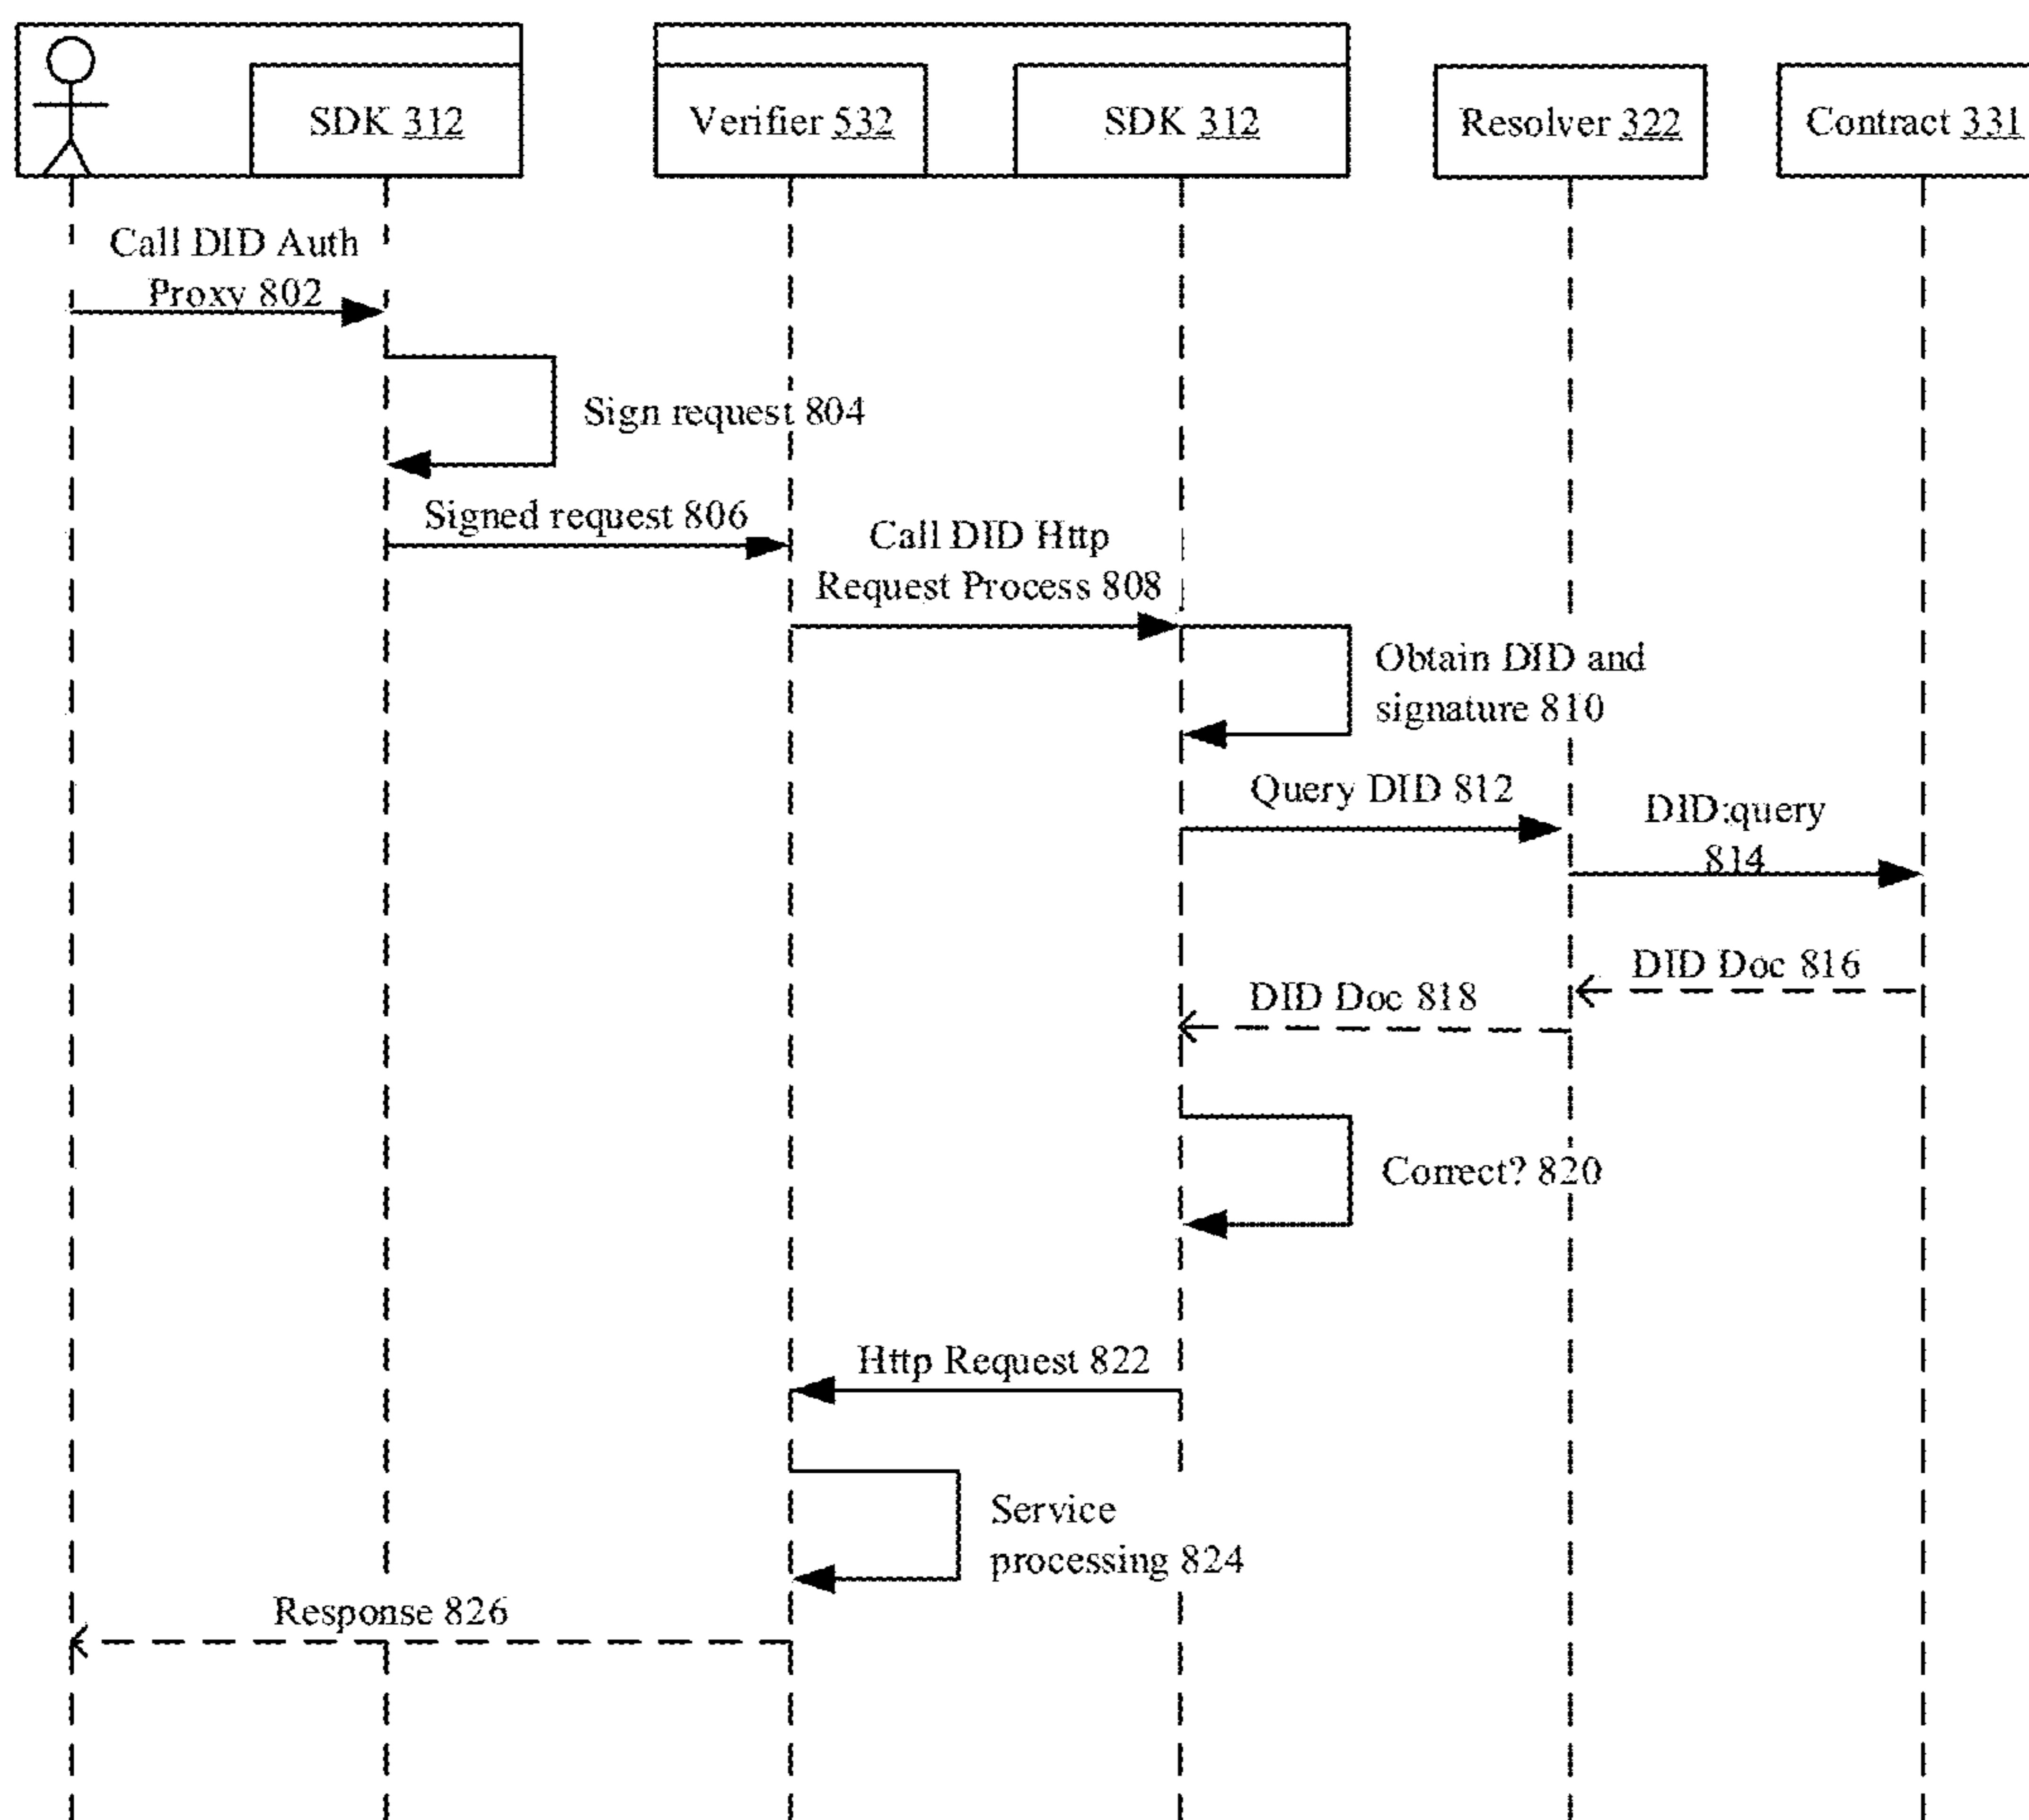 SDK 312
Verifier 532
SDK 312
Resolver 322
Contract 331
Call DID Auth
Proxy 802
Sign request 804
Signed request 806
Call DID Http
Request Process 808
Obtain DID and
signature 810
Query DID 812
DID:query
814
DID Doc 816
DID Doc 818
Correct? 820
Http Request 822
Service
processing 824
Response 826